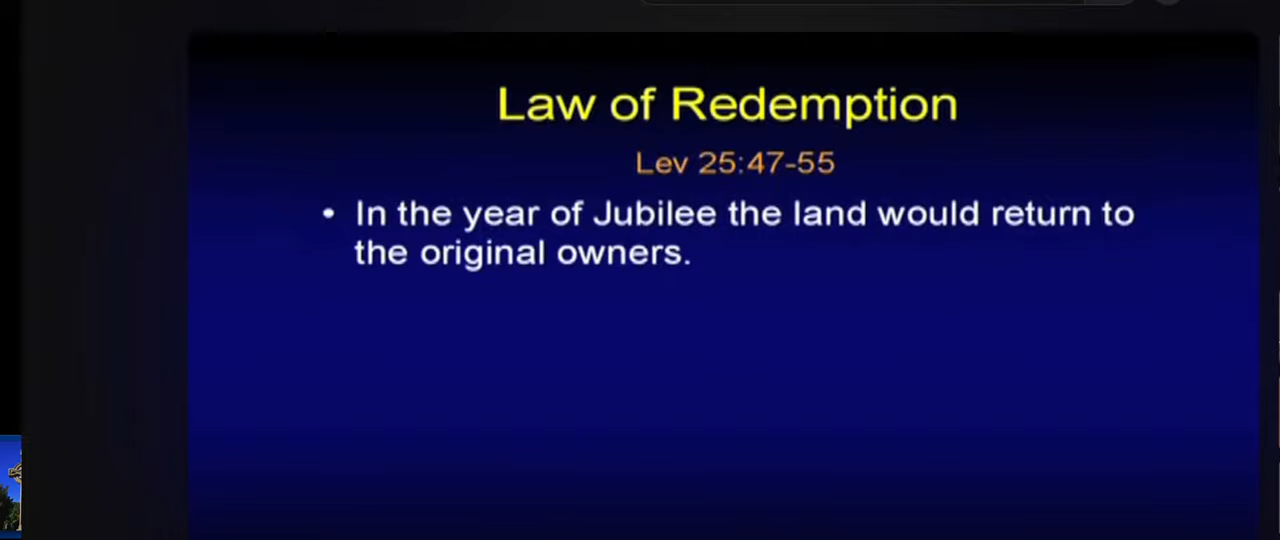 Law of Redemption
Lev 25:47-55
• In the year of Jubilee the land would return to
the original owners.